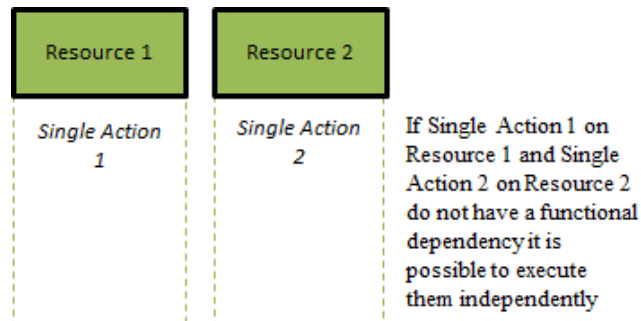 Resource 1
Resource 2
Single Action
1
Single Action
2
If Single Action 1 on
Resource 1 and Single
Action 2 on Resource 2
do not have a functional
dependency it is
possible to execute
them independently